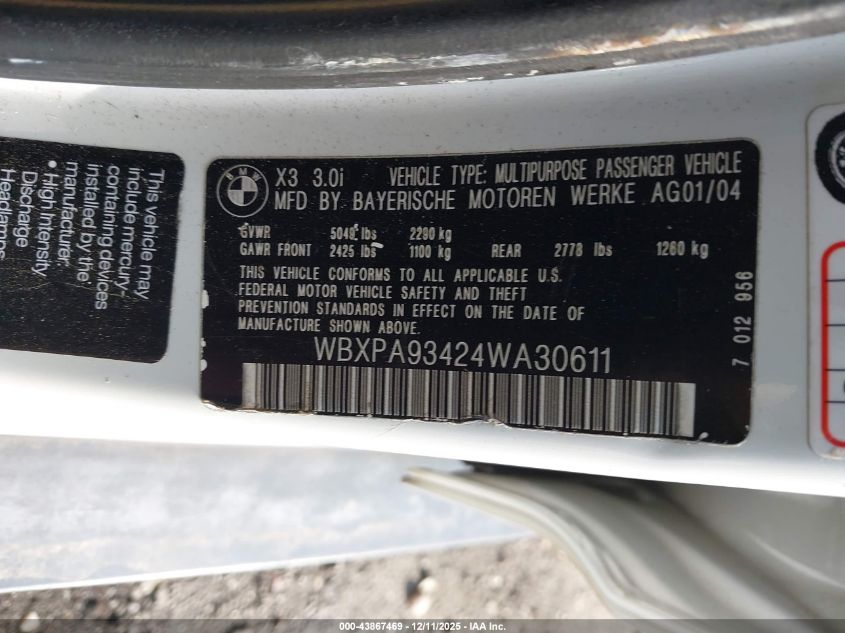 This vehicle may
include mercury-
containing devices
installed by the
manufacturer:
• High Intensity
Discharge
Headlamps
BMW
X3 3.0i VEHICLE TYPE: MULTIPURPOSE PASSENGER VEHICLE
MFD BY BAYERISCHE MOTOREN WERKE AG01/04
GVWR 5049 lbs 2290 kg
GAWR FRONT 2425 lbs 1100 kg REAR 2778 lbs 1260 kg
THIS VEHICLE CONFORMS TO ALL APPLICABLE U.S.
FEDERAL MOTOR VEHICLE SAFETY AND THEFT
PREVENTION STANDARDS IN EFFECT ON THE DATE OF
MANUFACTURE SHOWN ABOVE.
WBXPA93424WA30611
7 012 956
000-43867469 - 12/11/2025 - IAA Inc.